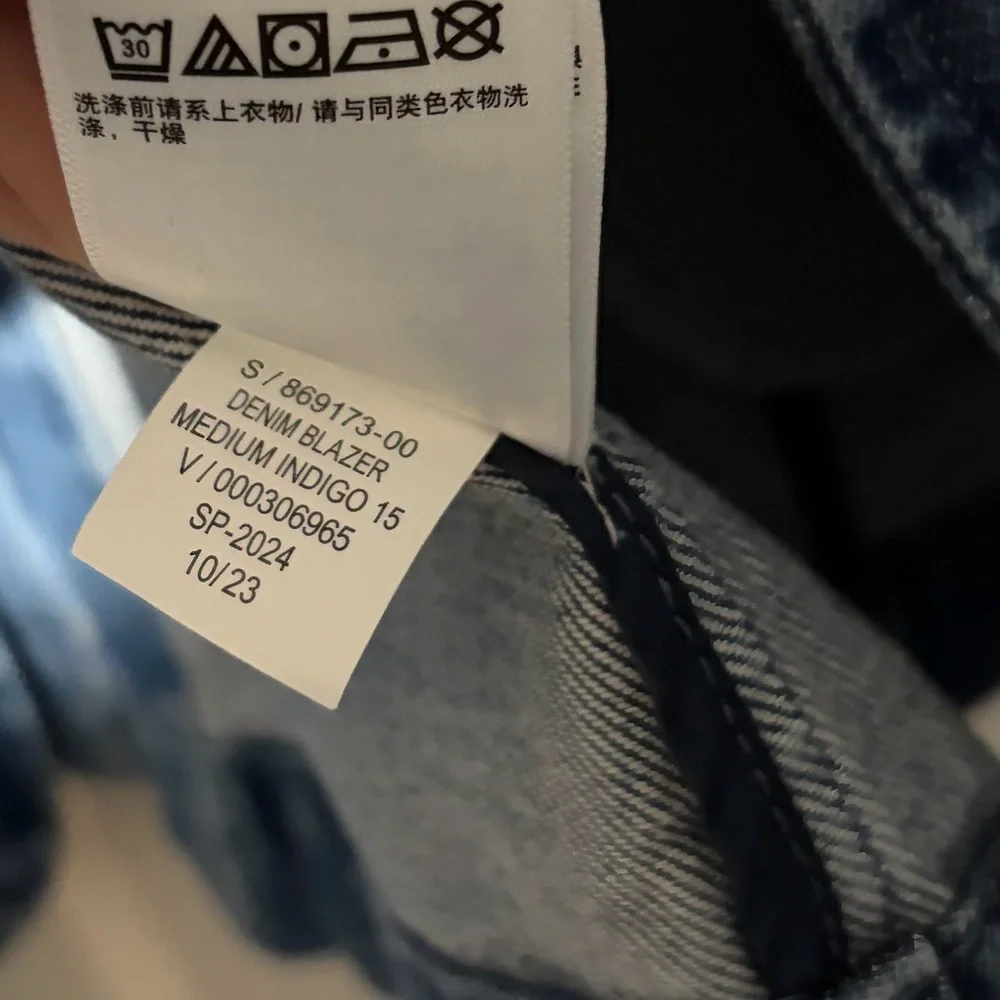 30
洗涤前请系上衣物/ 请与同类色衣物洗
涤，干燥
S / 869173-00
DENIM BLAZER
MEDIUM INDIGO 15
V / 000306965
SP-2024
10/23